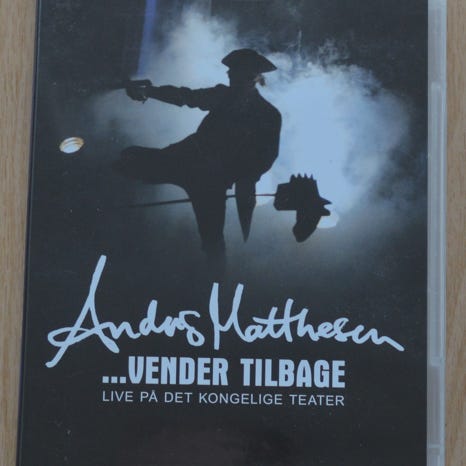 Anders Matthesen
...VENDER TILBAGE
LIVE PÅ DET KONGELIGE TEATER